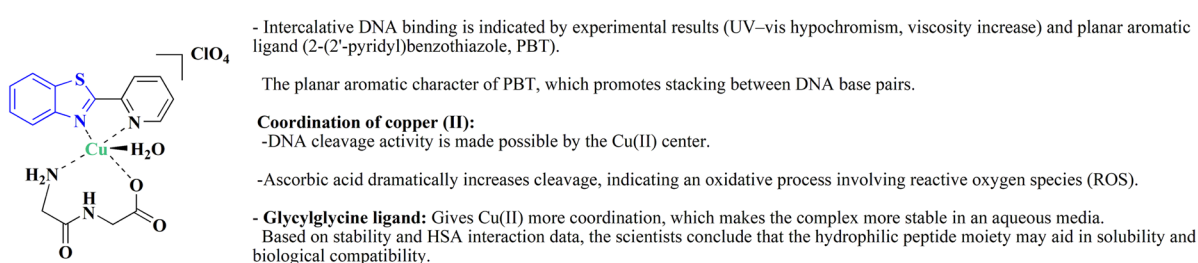 - Intercalative DNA binding is indicated by experimental results (UV–vis hypochromism, viscosity increase) and planar aromatic
ligand (2-(2'-pyridyl)benzothiazole, PBT).
The planar aromatic character of PBT, which promotes stacking between DNA base pairs.
Coordination of copper (II):
-DNA cleavage activity is made possible by the Cu(II) center.
-Ascorbic acid dramatically increases cleavage, indicating an oxidative process involving reactive oxygen species (ROS).
- Glycylglycine ligand: Gives Cu(II) more coordination, which makes the complex more stable in an aqueous media.
Based on stability and HSA interaction data, the scientists conclude that the hydrophilic peptide moiety may aid in solubility and
biological compatibility.
ClO4
S
N
N
Cu
H2O
H2N
O
H
N
O
O